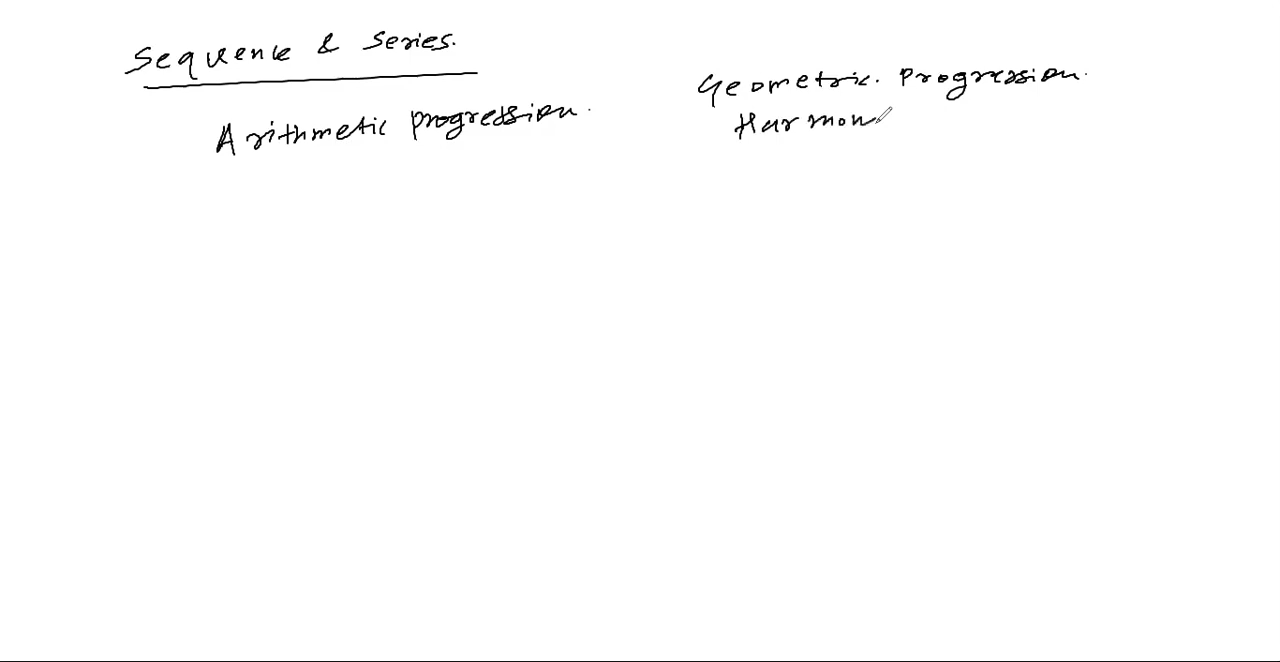 Sequence & Series.
Arithmetic progression.
Geometric. Progression.
Harmon